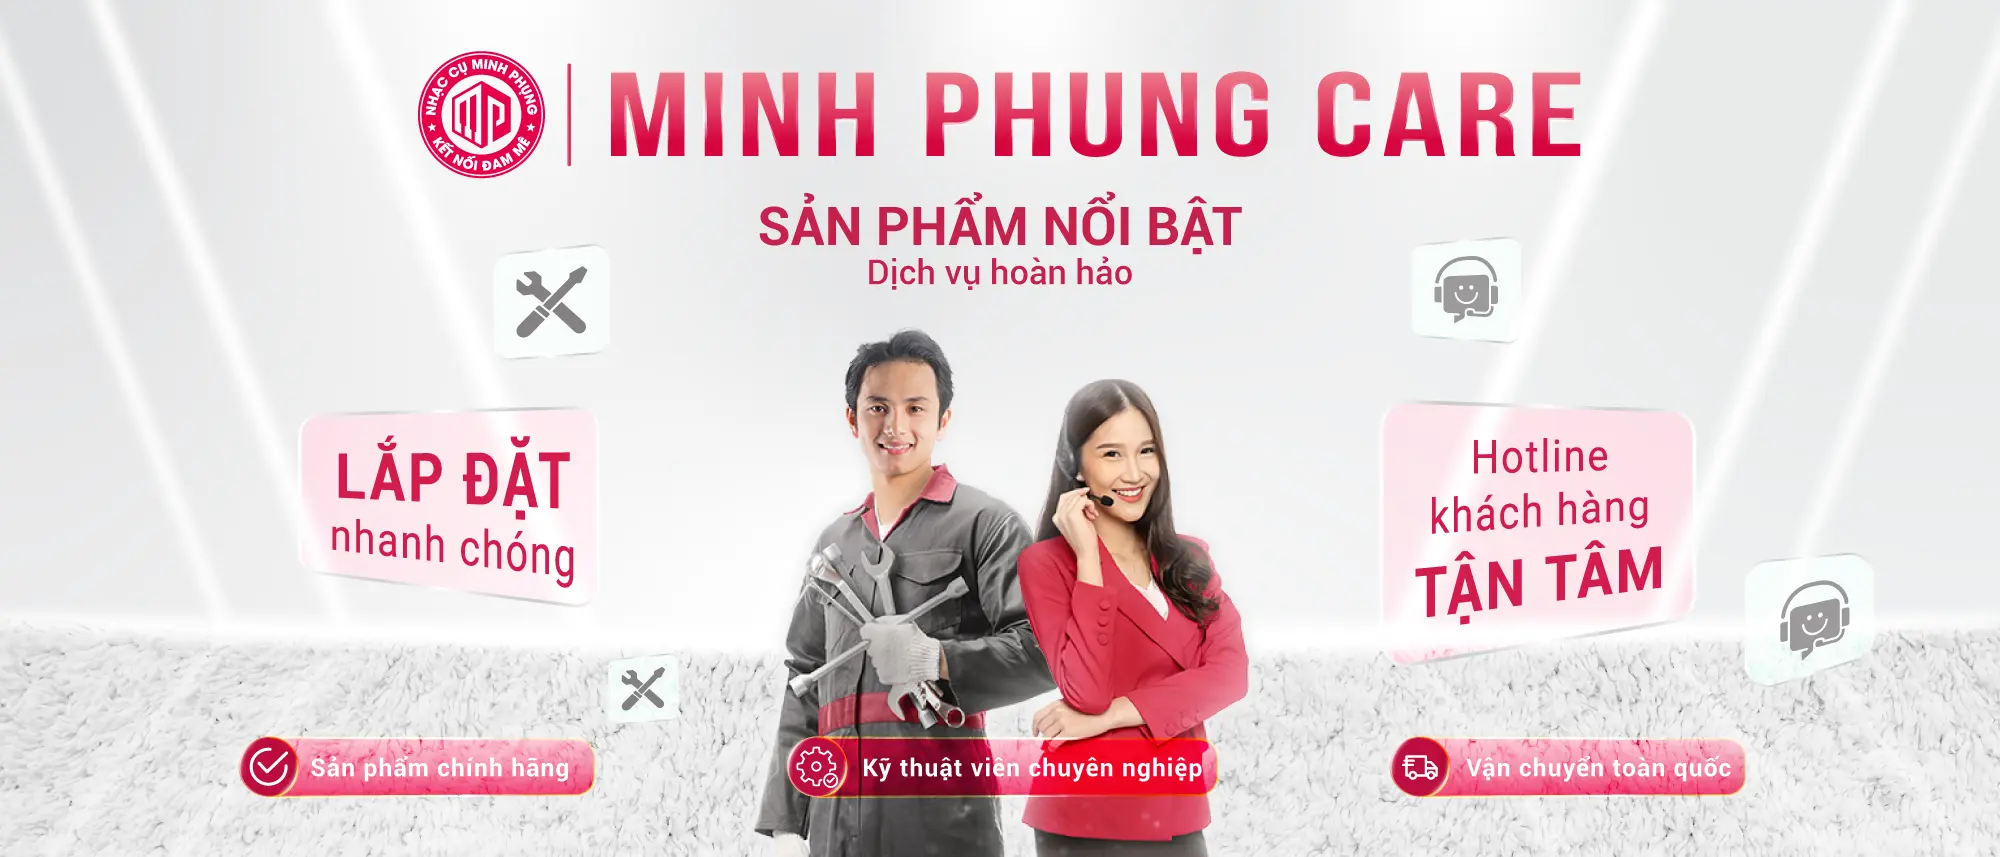 NHẠC CỤ MINH PHỤNG
KẾT NỐI ĐAM MÊ
MP
MINH PHUNG CARE
SẢN PHẨM NỔI BẬT
Dịch vụ hoàn hảo
LẮP ĐẶT
nhanh chóng
Hotline
khách hàng
TẬN TÂM
Sản phẩm chính hãng
Kỹ thuật viên chuyên nghiệp
Vận chuyển toàn quốc